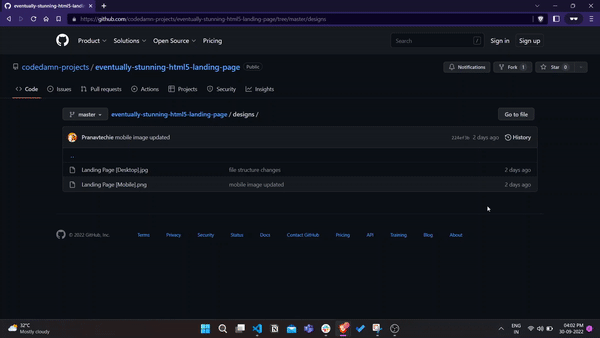 eventually-stunning-html5-landi
https://github.com/codedamn-projects/eventually-stunning-html5-landing-page/tree/master/designs
Product Solutions Open Source Pricing Search / Sign in Sign up
codedamn-projects / eventually-stunning-html5-landing-page Public Notifications Fork 1 Star 0
Code Issues Pull requests Actions Projects Security Insights
master eventually-stunning-html5-landing-page / designs / Go to file
Pranavtechie mobile image updated 2 days ago History
..
Landing Page [Desktop].jpg file structure changes 2 days ago
Landing Page [Mobile].png mobile image updated 2 days ago
© 2022 GitHub, Inc. Terms Privacy Security Status Docs Contact GitHub Pricing API Training Blog About
32°C
Mostly cloudy
ENG
IN
04:02 PM
30-09-2022